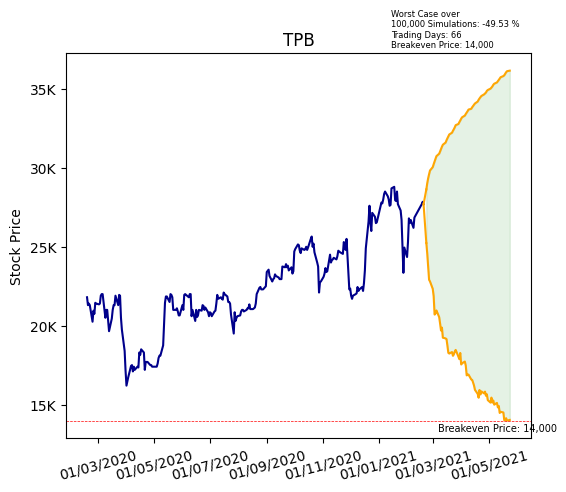 Worst Case over
100,000 Simulations: -49.53 %
Trading Days: 66
Breakeven Price: 14,000
TPB
Stock Price
35K
30K
25K
20K
15K
Breakeven Price: 14,000
01/03/2020
01/05/2020
01/07/2020
01/09/2020
01/11/2020
01/01/2021
01/03/2021
01/05/2021